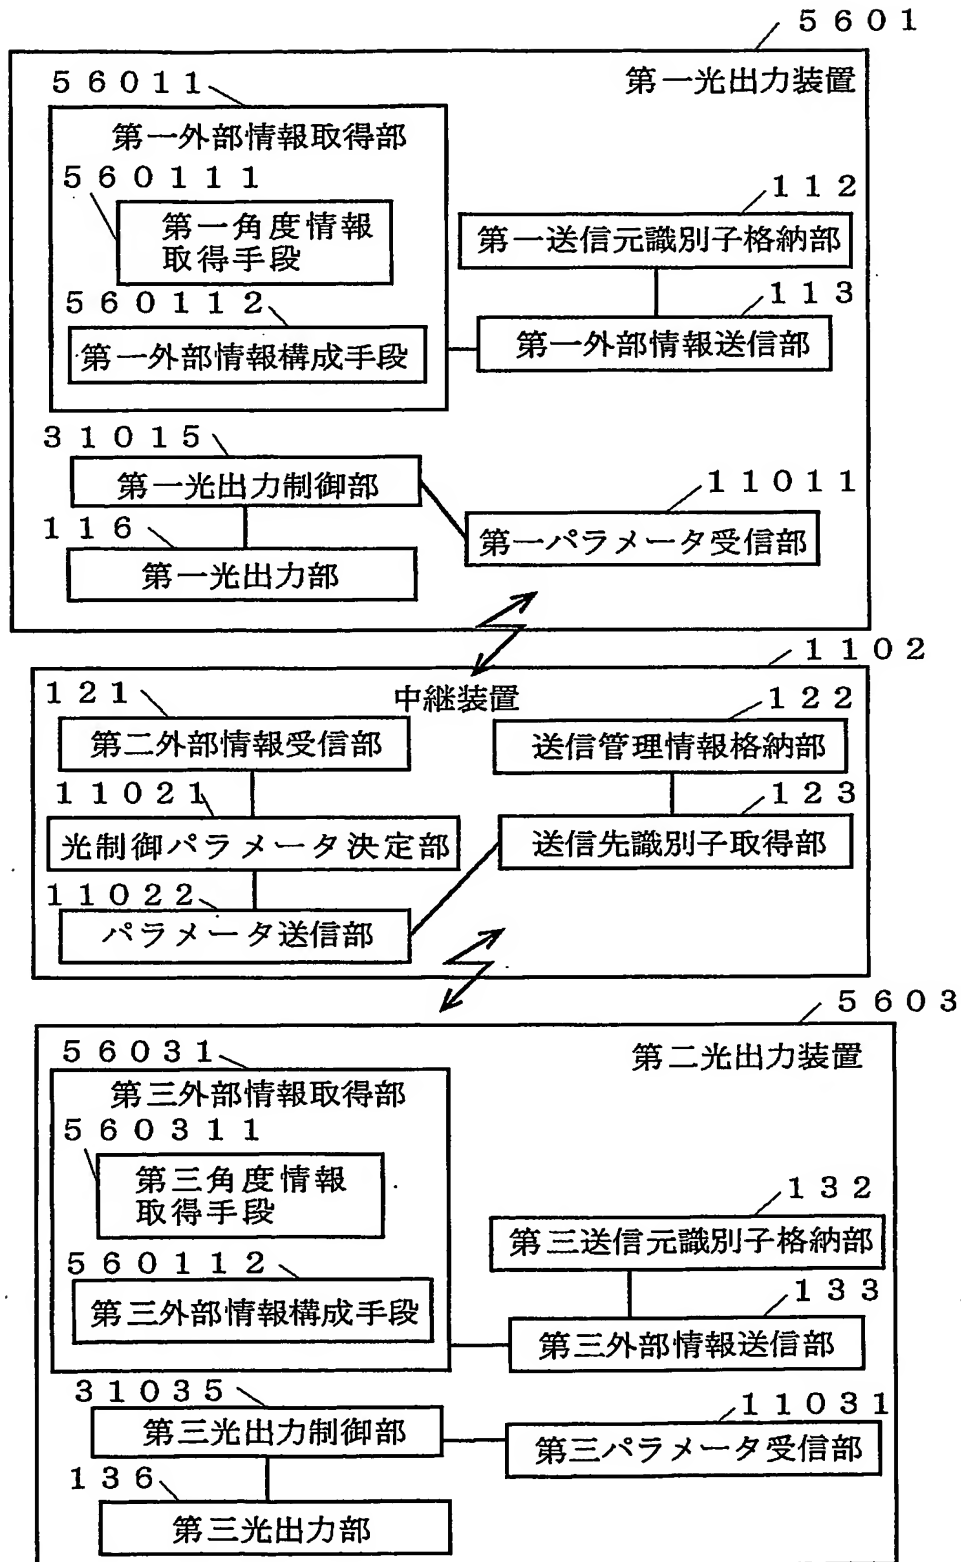 5601
第一光出力装置
56011
第一外部情報取得部
560111
第一角度情報
取得手段
112
第一送信元識別子格納部
560112
第一外部情報構成手段
113
第一外部情報送信部
31015
第一光出力制御部
11011
第一パラメータ受信部
116
第一光出力部
1102
中継装置
121
第二外部情報受信部
122
送信管理情報格納部
11021
光制御パラメータ決定部
123
送信先識別子取得部
11022
パラメータ送信部
5603
第二光出力装置
56031
第三外部情報取得部
560311
第三角度情報
取得手段
132
第三送信元識別子格納部
560112
第三外部情報構成手段
133
第三外部情報送信部
31035
第三光出力制御部
11031
第三パラメータ受信部
136
第三光出力部